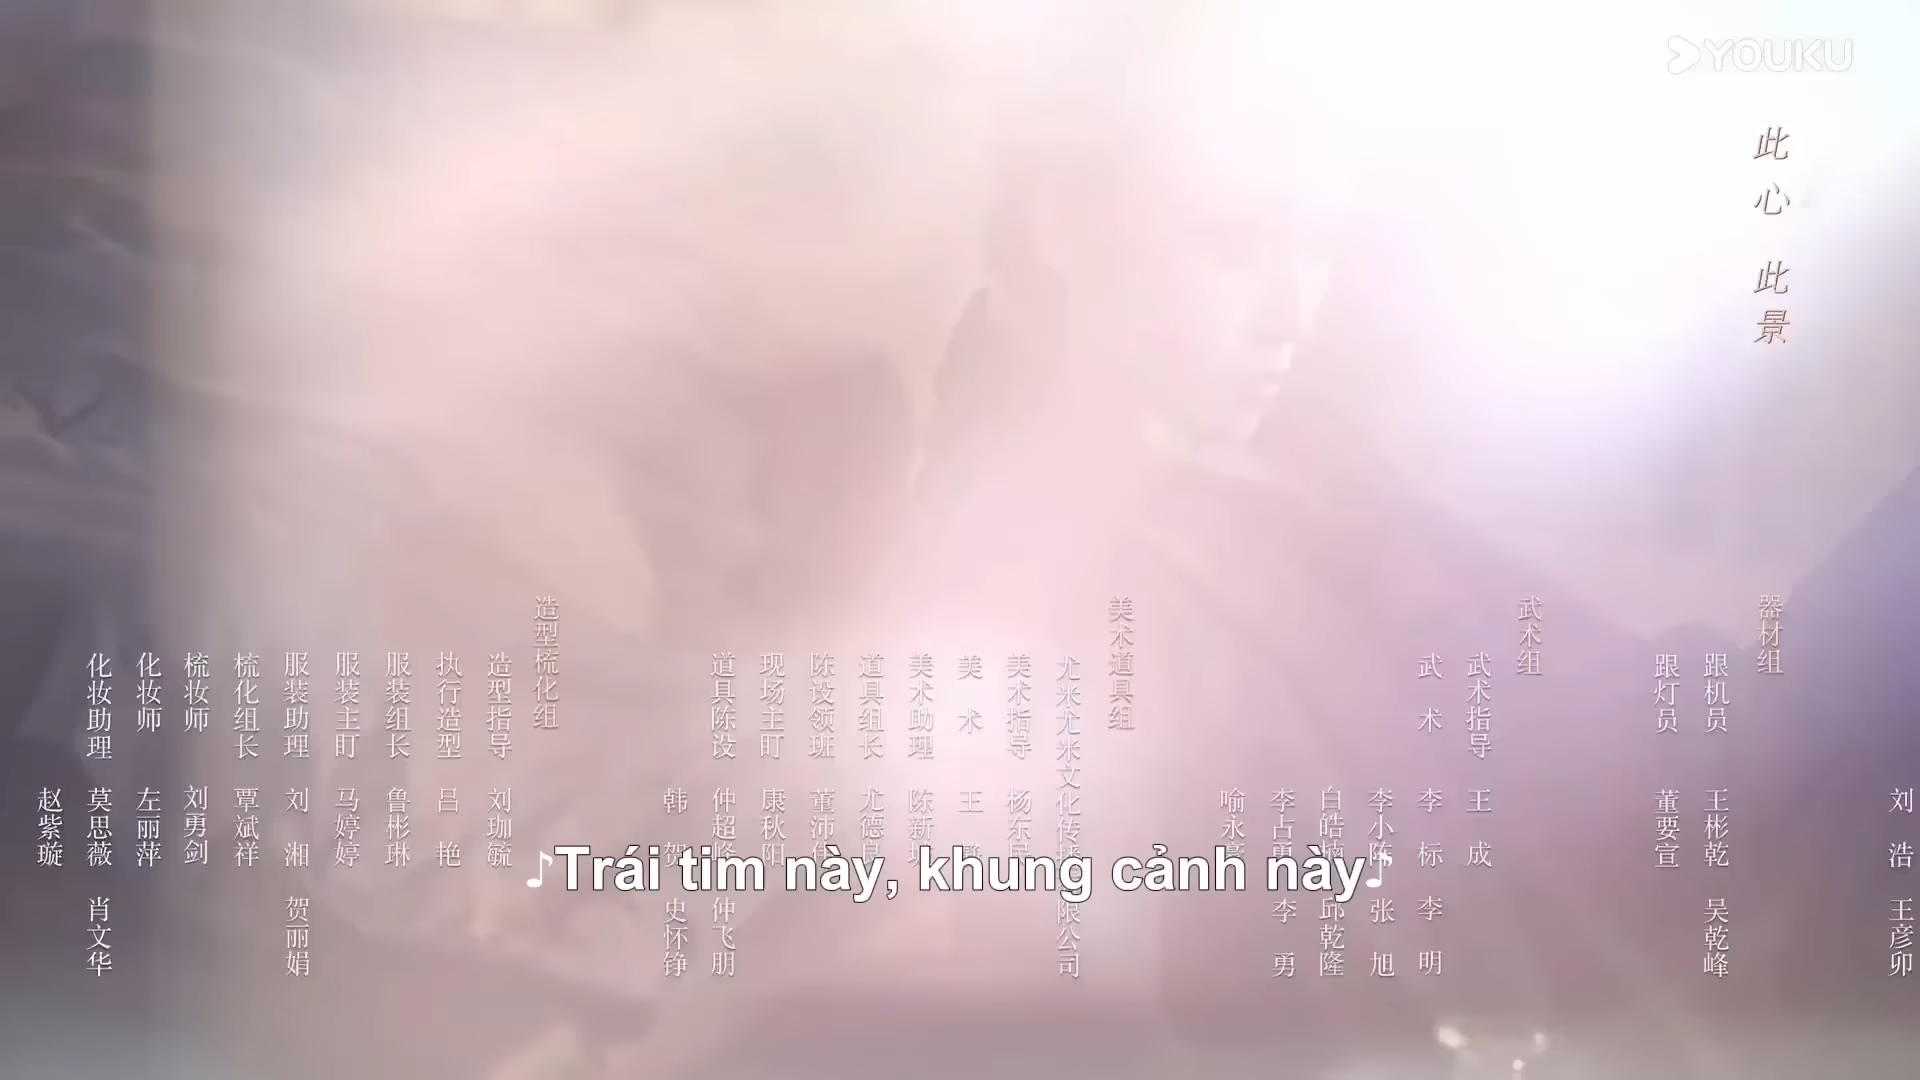 YOUKU
此心 此景
刘浩 王彦卯
器材组
跟机员 王彬乾 吴乾峰
跟灯员 董要宣
武术组
武术指导 王成
武术 李标 李明
李小陈 张旭
白皓楠 邱乾隆
李占勇 李勇
喻永
美术道具组
尤米尤米文化传播 限公司
美术指导 杨东
美术 王
美术助理 陈新
道具组长 尤德
陈设领班 董沛
现场主盯 康秋阳
道具陈设 仲超峰 仲飞朋
韩贺 史怀铮
造型梳化组
造型指导 刘珈毓
执行造型 吕艳
服装组长 鲁彬琳
服装主盯 马婷婷
服装助理 刘湘 贺丽娟
梳化组长 覃斌祥
梳妆师 刘勇剑
化妆师 左丽萍
化妆助理 莫思薇 肖文华
赵紫璇
♪Trái tim này, khung cảnh này♪